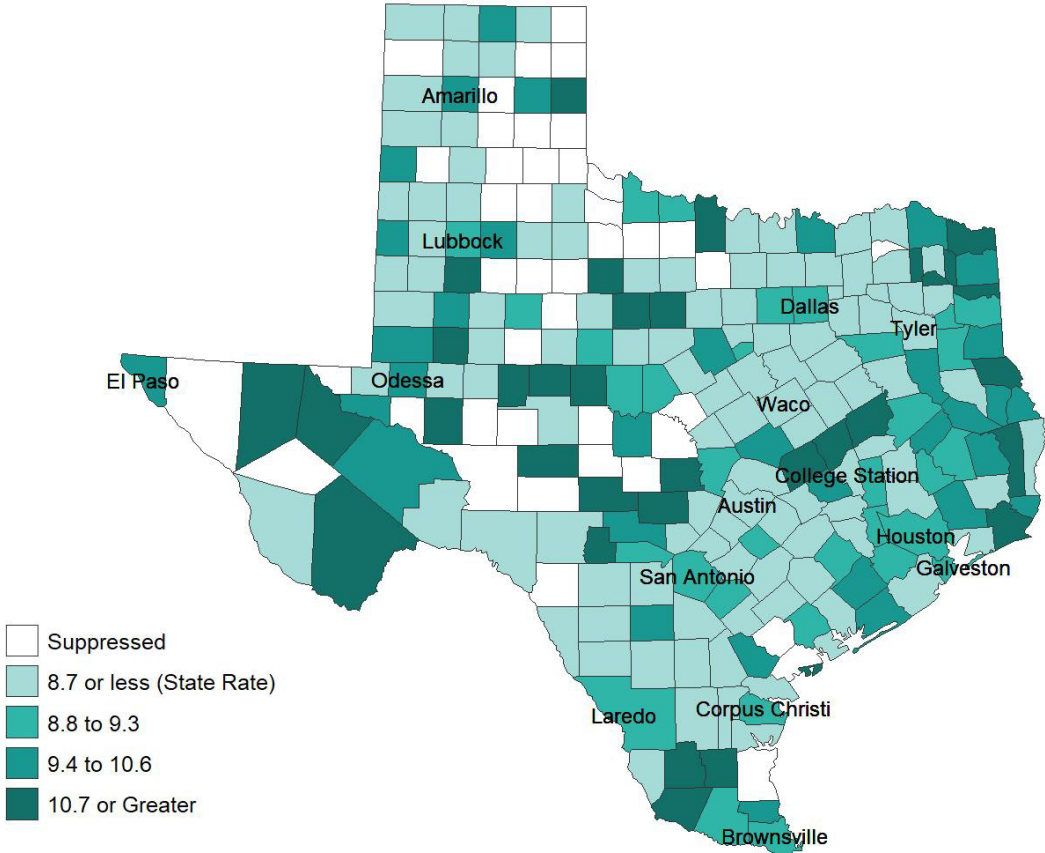 Amarillo
Lubbock
Dallas
Tyler
El Paso
Odessa
Waco
College Station
Austin
Houston
Galveston
San Antonio
Suppressed
8.7 or less (State Rate)
8.8 to 9.3
Laredo
Corpus Christi
9.4 to 10.6
10.7 or Greater
Brownsville